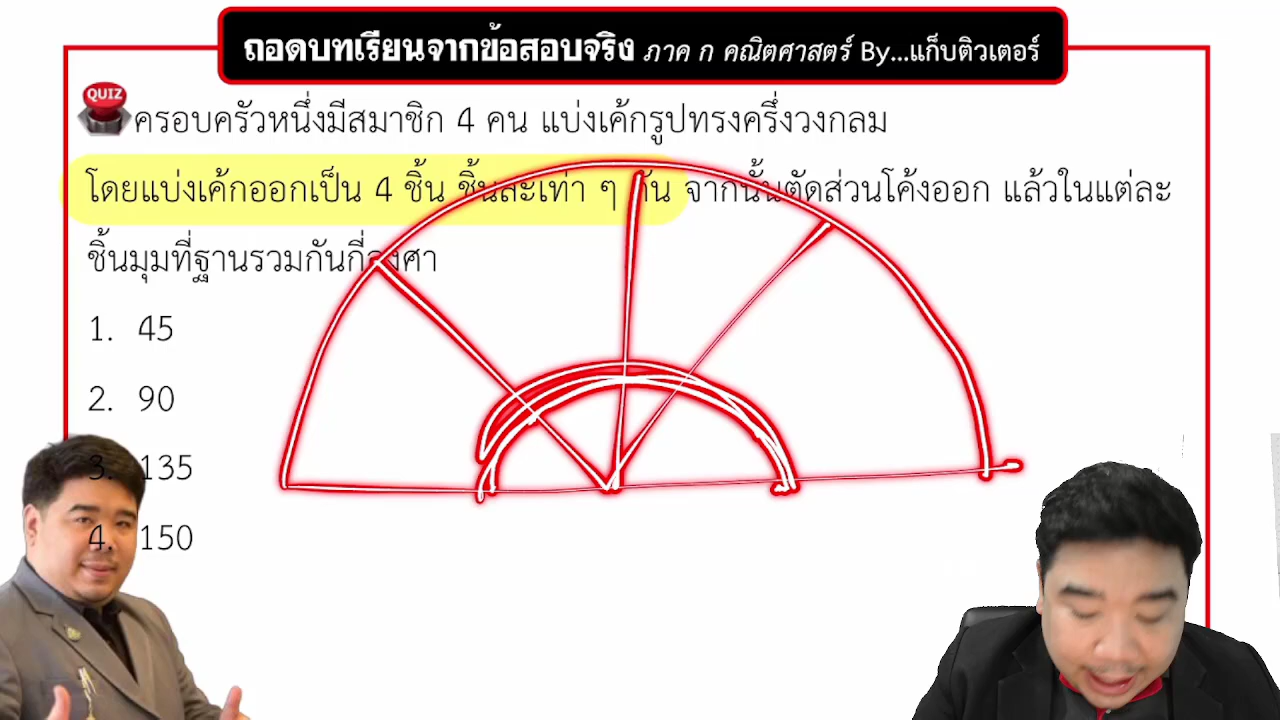 ถอดบทเรียนจากข้อสอบจริง ภาค ก คณิตศาสตร์ By...แก็บติวเตอร์
QUIZ ครอบครัวหนึ่งมีสมาชิก 4 คน แบ่งเค้กรูปทรงครึ่งวงกลม
โดยแบ่งเค้กออกเป็น 4 ชิ้น ชิ้นละเท่า ๆ กัน จากนั้นตัดส่วนโค้งออก แล้วในแต่ละ
ชิ้นมุมที่ฐานรวมกันกี่องศา
1. 45
2. 90
3. 135
4. 150